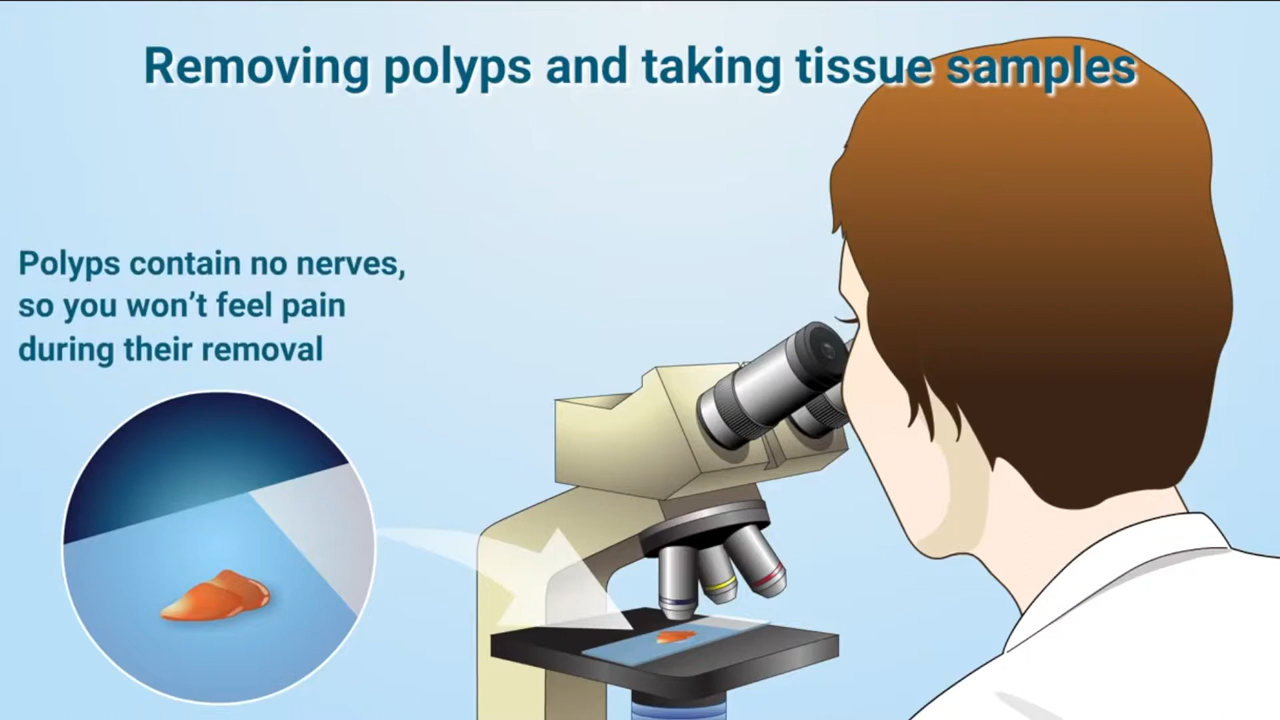 Removing polyps and taking tissue samples
Polyps contain no nerves,
so you won’t feel pain
during their removal